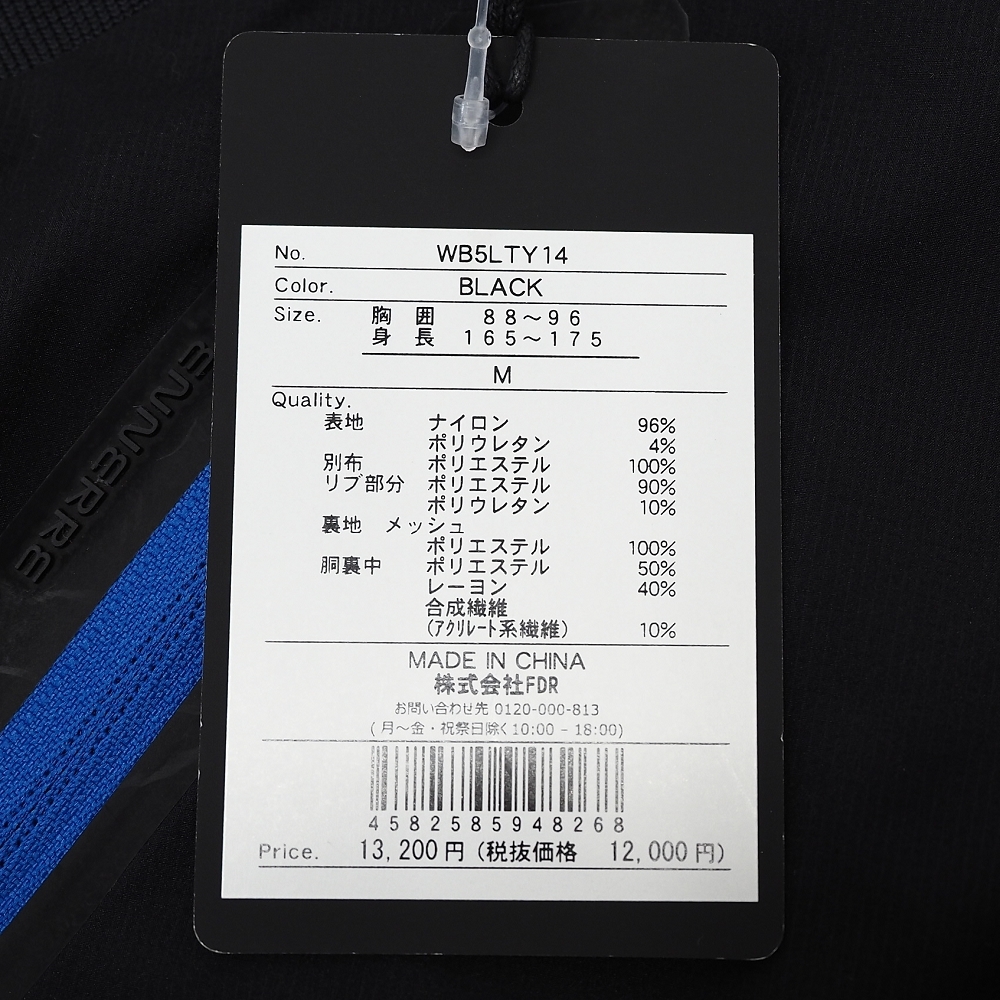 No. WB5LTY14
Color. BLACK
Size. 胸囲 88～96
身長 165～175
M
Quality.
表地 ナイロン 96%
ポリウレタン 4%
別布 ポリエステル 100%
リブ部分 ポリエステル 90%
ポリウレタン 10%
裏地 メッシュ
ポリエステル 100%
胴裏中 ポリエステル 50%
レーヨン 40%
合成繊維
(アクリレート系繊維) 10%
MADE IN CHINA
株式会社FDR
お問い合わせ先 0120-000-813
(月～金・祝祭日除く10:00 - 18:00)
4582585948268
Price. 13,200円 (税抜価格 12,000円)
ENNERRE